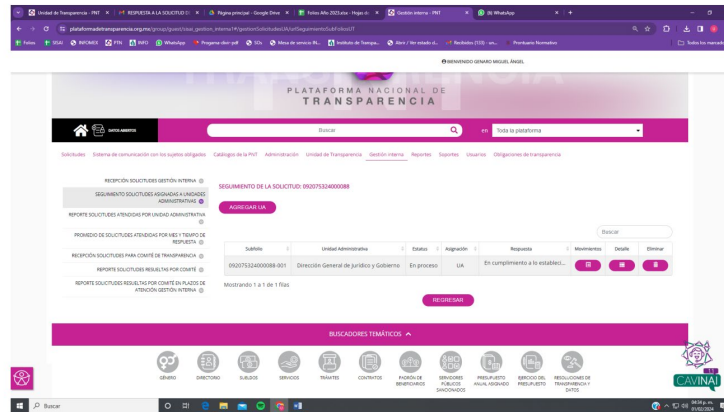 Unidad de Transparencia - PNT
RESPUESTA A LA SOLICITUD D
Página principal - Google Drive
Folios Año 2023.xlsx - Hojas de
Gestión interna - PNT
(8) WhatsApp
plataformadetransparencia.org.mx/group/guest/sisai_gestion_interna1#/gestionSolicitudesUA/urlSeguimientoSubFoliosUT
Folios
SISAI
INFOMEX
PTN
INFO
WhatsApp
SOs
Abrir / Ver estado d...
Recibidos (133) - un...
Prontuario Normativo
Todos los marcado
BIENVENIDO GENARO MIGUEL ÁNGEL
PLATAFORMA NACIONAL DE
TRANSPARENCIA
DATOS ABIERTOS
Buscar
en
Toda la plataforma
Solicitudes Sistema de comunicación con los sujetos obligados Catálogos de la PNT Administración Unidad de Transparencia Gestión interna Reportes Soportes Usuarios Obligaciones de transparencia
RECEPCIÓN SOLICITUDES GESTIÓN INTERNA
SEGUIMIENTO SOLICITUDES ASIGNADAS A UNIDADES
ADMINISTRATIVAS
REPORTE SOLICITUDES ATENDIDAS POR UNIDAD ADMINISTRATIVA
PROMEDIO DE SOLICITUDES ATENDIDAS POR MES Y TIEMPO DE
RESPUESTA
RECEPCIÓN SOLICITUDES PARA COMITÉ DE TRANSPARENCIA
REPORTE SOLICITUDES RESUELTAS POR COMITÉ
REPORTE SOLICITUDES RESUELTAS POR COMITÉ EN PLAZOS DE
ATENCIÓN GESTIÓN INTERNA
SEGUIMIENTO DE LA SOLICITUD: 092075324000088
AGREGAR UA
Buscar
Subfolio Unidad Administrativa Estatus Asignación Respuesta Movimientos Detalle Eliminar
092075324000088-001 Dirección General de Jurídico y Gobierno En proceso UA En cumplimiento a lo estableci...
Mostrando 1 a 1 de 1 filas
REGRESAR
BUSCADORES TEMÁTICOS
GÉNERO
DIRECTORIO
SUELDOS
SERVICIOS
TRÁMITES
CONTRATOS
PADRÓN DE
BENEFICIARIOS
SERVIDORES
PÚBLICOS
SANCIONADOS
PRESUPUESTO
ANUAL ASIGNADO
EJERCICIO DEL
PRESUPUESTO
RESOLUCIONES DE
TRANSPARENCIA Y
DATOS
CAVINAI
Buscar
04:34 p. m.
01/02/2024